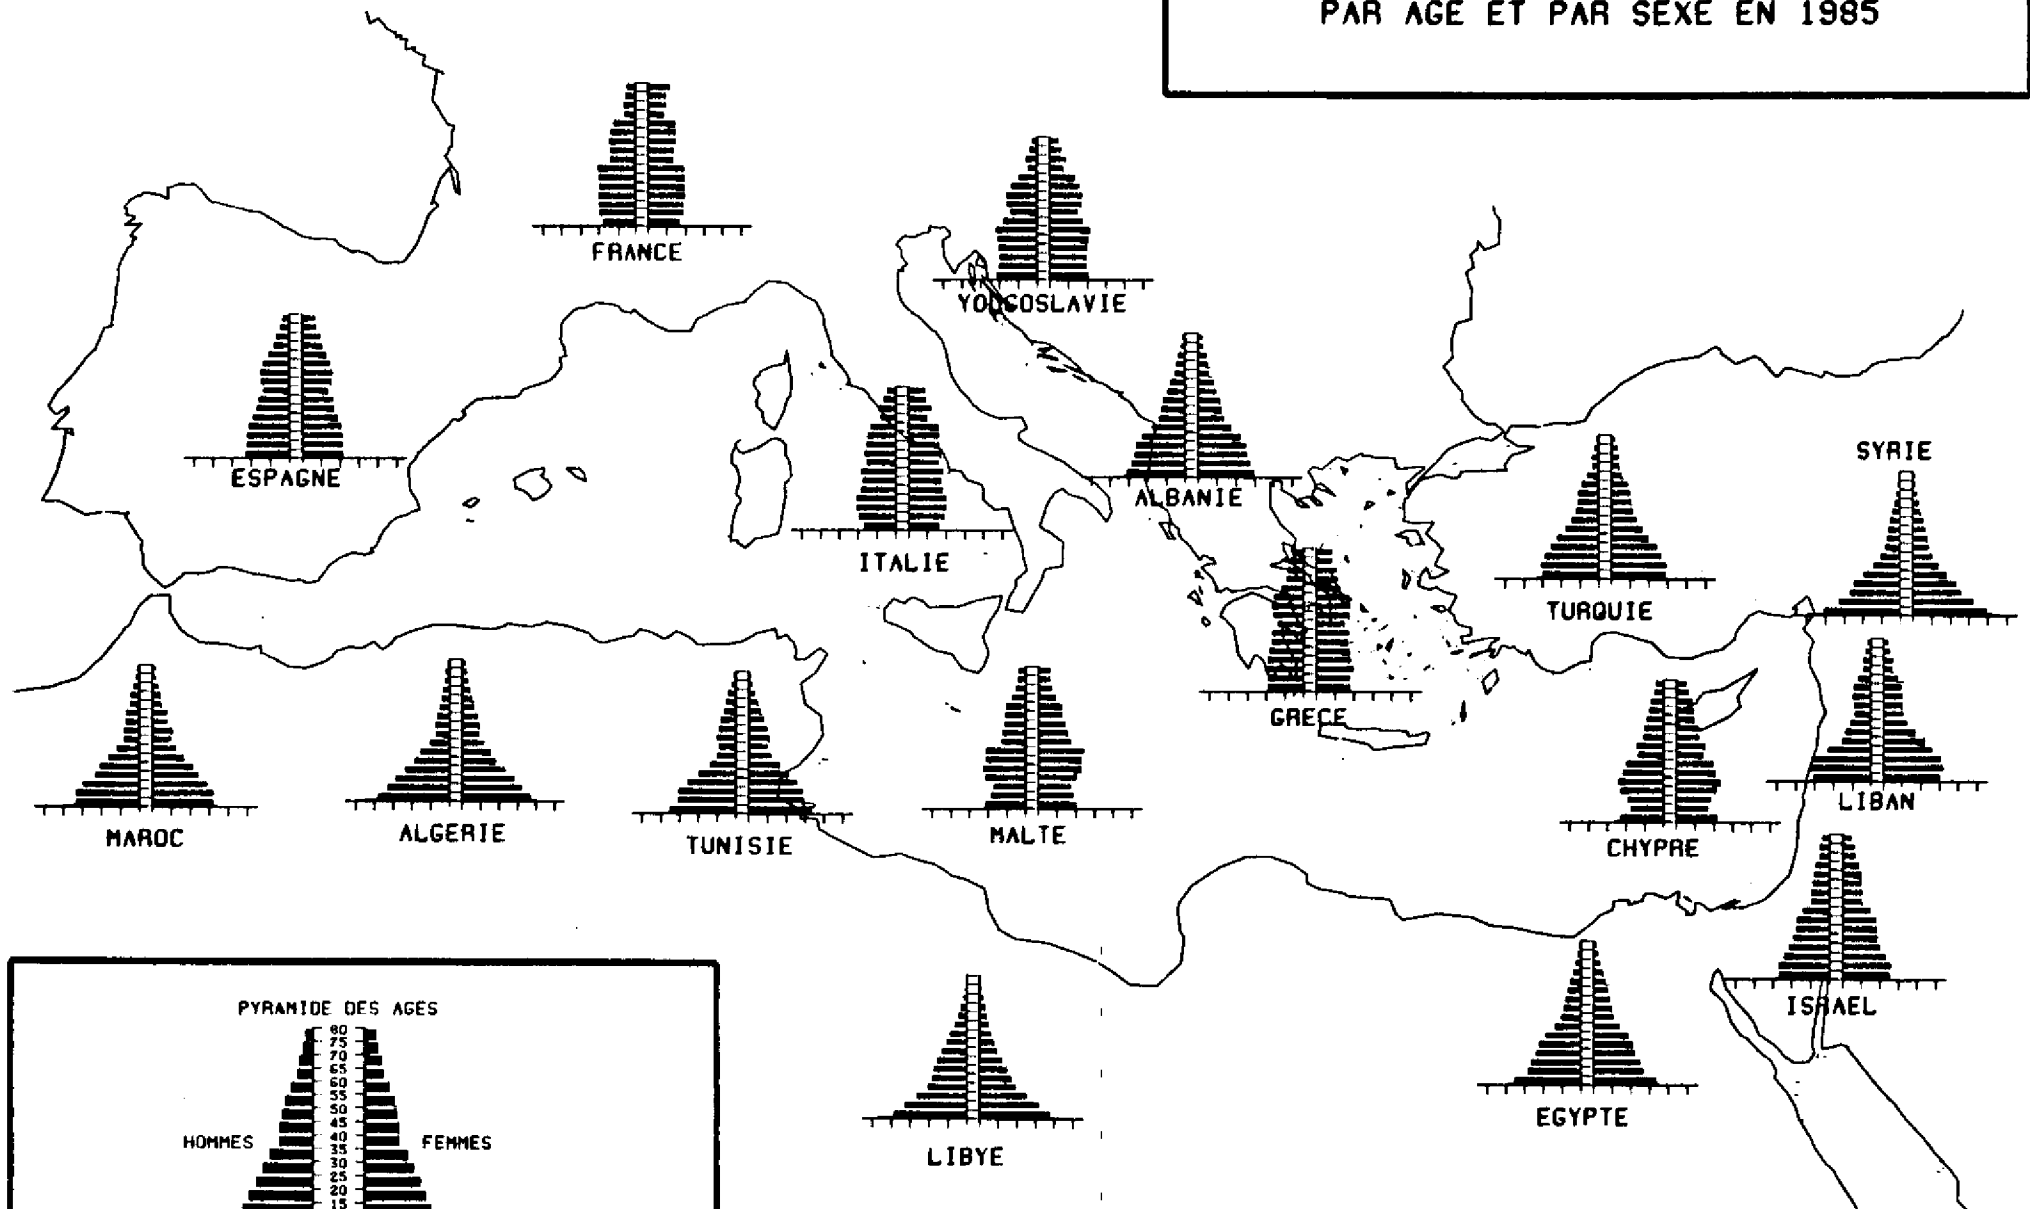 PAR AGE ET PAR SEXE EN 1985
FRANCE
YOUGOSLAVIE
ESPAGNE
ITALIE
ALBANIE
SYRIE
TURQUIE
GRECE
MAROC
ALGERIE
TUNISIE
MALTE
CHYPRE
LIBAN
ISRAEL
EGYPTE
LIBYE
PYRAMIDE DES AGES
80
75
70
65
60
55
50
45
40
HOMMES FEMMES
35
30
25
20
15